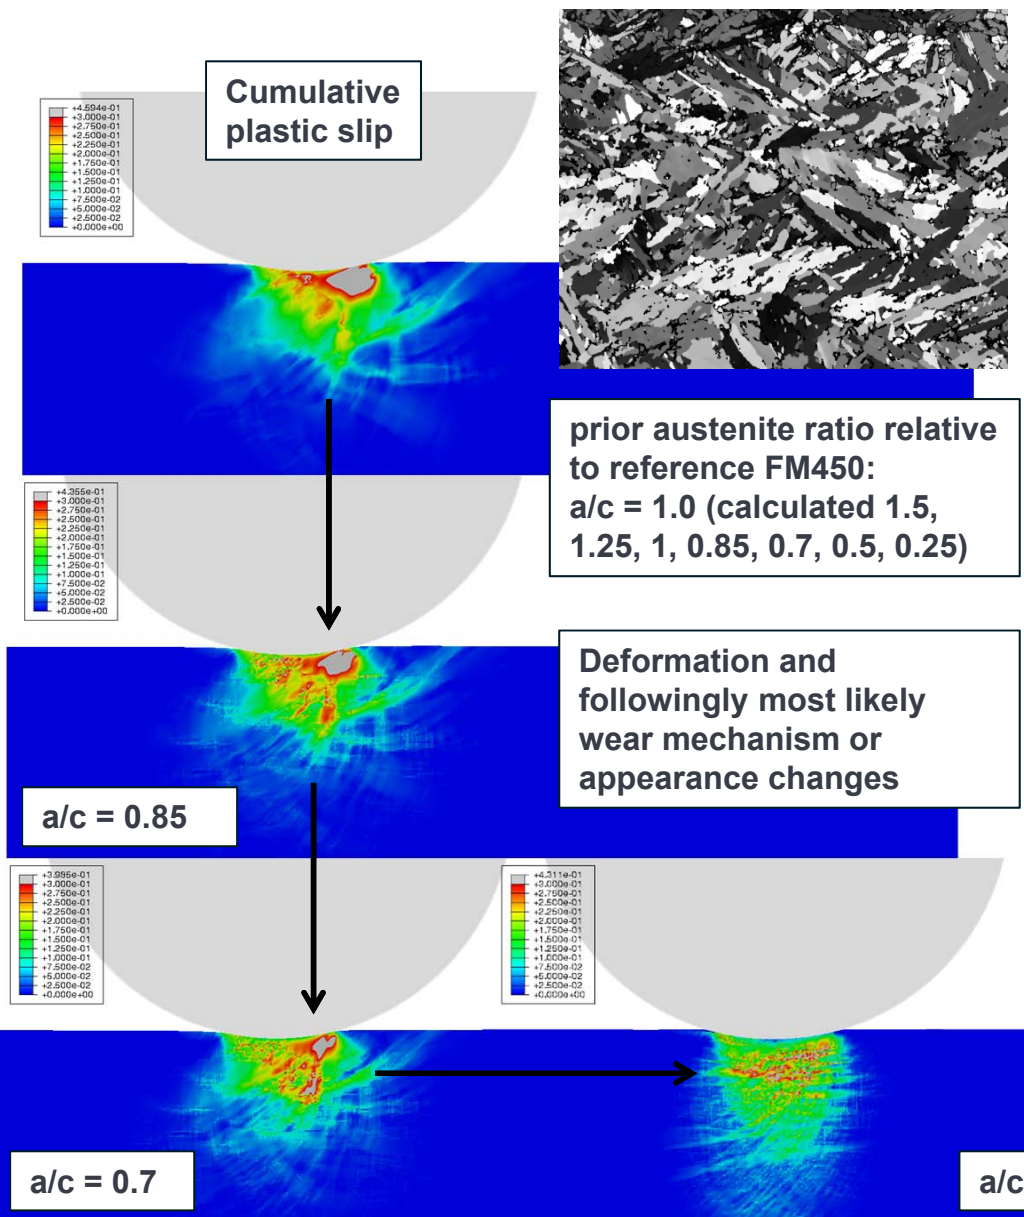 Cumulative
plastic slip
+4.594e-01
+3.000e-01
+2.750e-01
+2.500e-01
+2.250e-01
+2.000e-01
+1.750e-01
+1.500e-01
+1.250e-01
+1.000e-01
+7.500e-02
+5.000e-02
+2.500e-02
+0.000e+00
prior austenite ratio relative
to reference FM450:
a/c = 1.0 (calculated 1.5,
1.25, 1, 0.85, 0.7, 0.5, 0.25)
+4.355e-01
+3.000e-01
+2.750e-01
+2.500e-01
+2.250e-01
+2.000e-01
+1.750e-01
+1.500e-01
+1.250e-01
+1.000e-01
+7.500e-02
+5.000e-02
+2.500e-02
+0.000e+00
Deformation and
followingly most likely
wear mechanism or
appearance changes
a/c = 0.85
+3.995e-01
+3.000e-01
+2.750e-01
+2.500e-01
+2.250e-01
+2.000e-01
+1.750e-01
+1.500e-01
+1.250e-01
+1.000e-01
+7.500e-02
+5.000e-02
+2.500e-02
+0.000e+00
+4.311e-01
+3.000e-01
+2.750e-01
+2.500e-01
+2.250e-01
+2.000e-01
+1.750e-01
+1.500e-01
+1.250e-01
+1.000e-01
+7.500e-02
+5.000e-02
+2.500e-02
+0.000e+00
a/c = 0.7
a/c